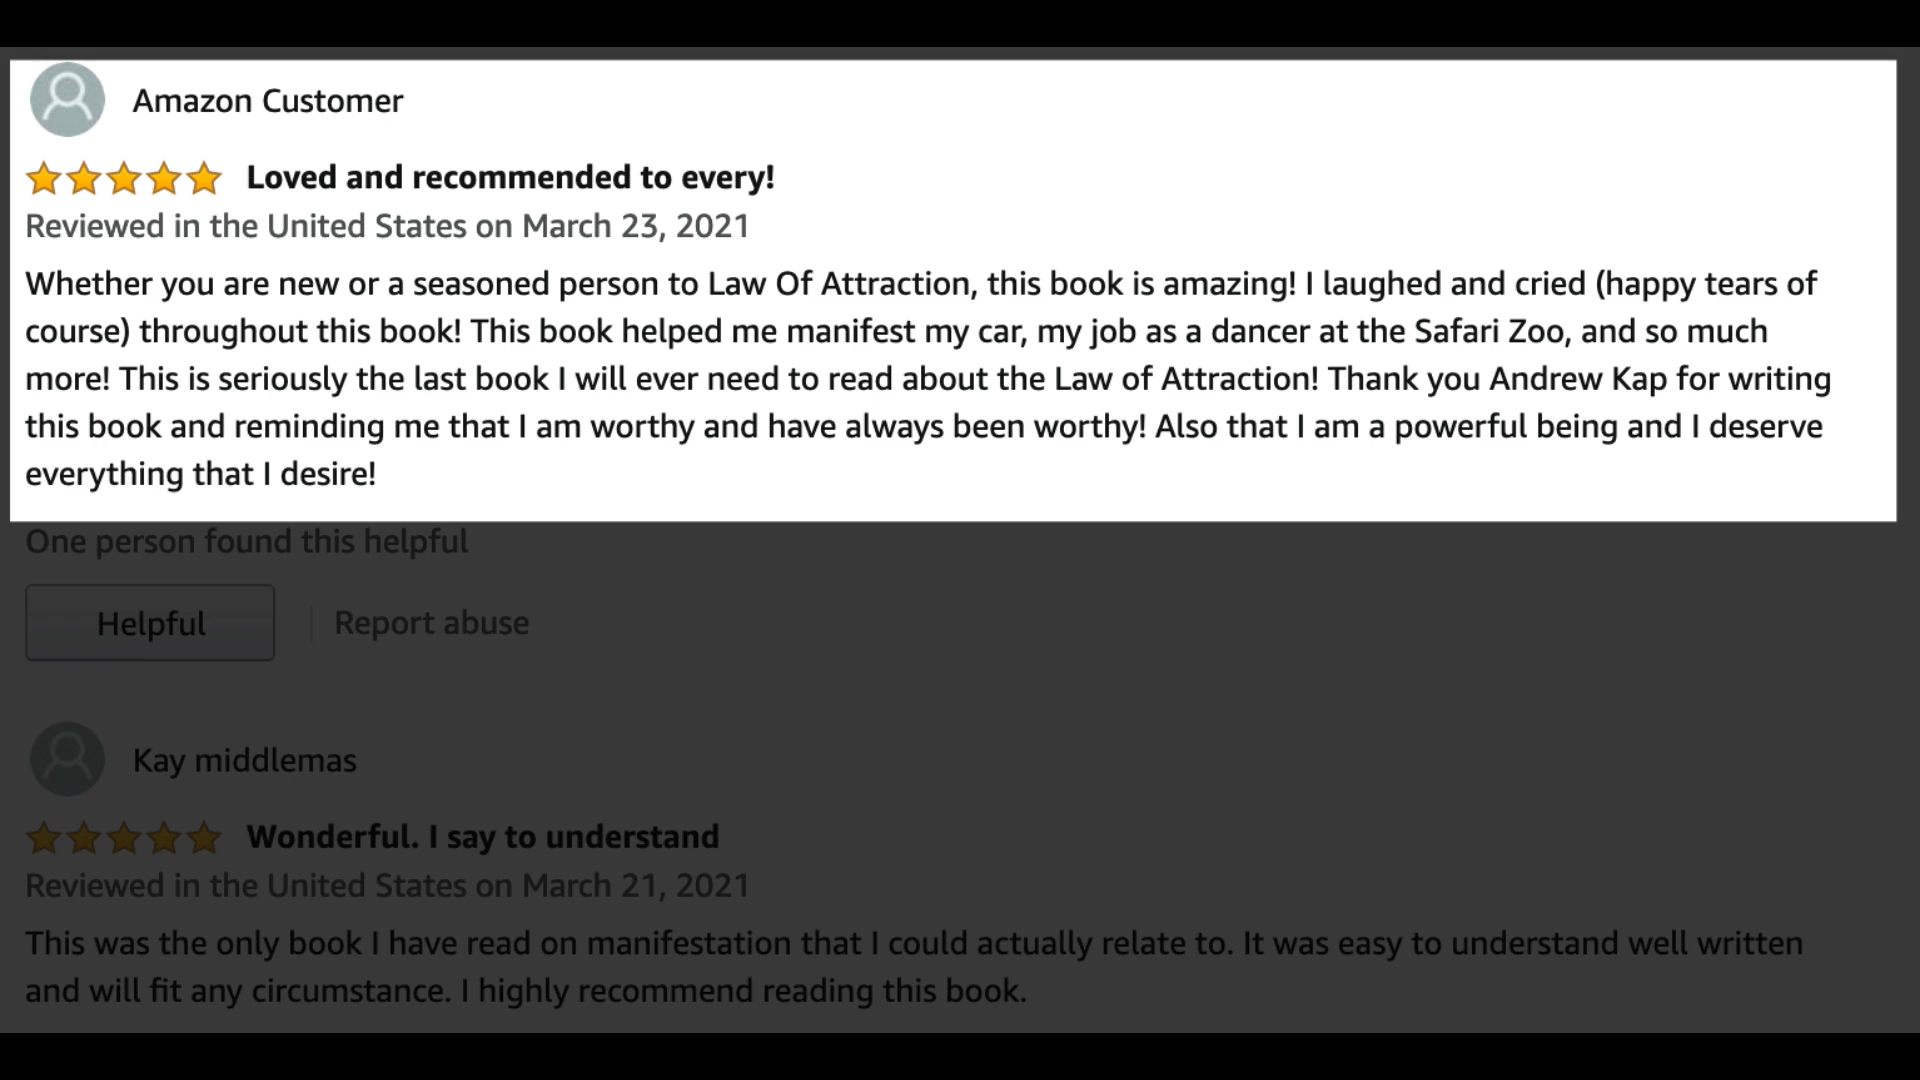 Amazon Customer
Loved and recommended to every!
Reviewed in the United States on March 23, 2021
Whether you are new or a seasoned person to Law Of Attraction, this book is amazing! I laughed and cried (happy tears of
course) throughout this book! This book helped me manifest my car, my job as a dancer at the Safari Zoo, and so much
more! This is seriously the last book I will ever need to read about the Law of Attraction! Thank you Andrew Kap for writing
this book and reminding me that I am worthy and have always been worthy! Also that I am a powerful being and I deserve
everything that I desire!
One person found this helpful
Helpful
Report abuse
Kay middlemas
Wonderful. I say to understand
Reviewed in the United States on March 21, 2021
This was the only book I have read on manifestation that I could actually relate to. It was easy to understand well written
and will fit any circumstance. I highly recommend reading this book.